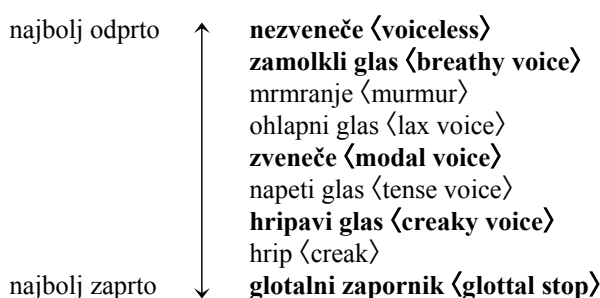 najbolj odprto nezveneče ⟨voiceless⟩
zamolkli glas ⟨breathy voice⟩
mrmranje ⟨murmur⟩
ohlapni glas ⟨lax voice⟩
zveneče ⟨modal voice⟩
napeti glas ⟨tense voice⟩
hripavi glas ⟨creaky voice⟩
hrip ⟨creak⟩
najbolj zaprto glotalni zapornik ⟨glottal stop⟩